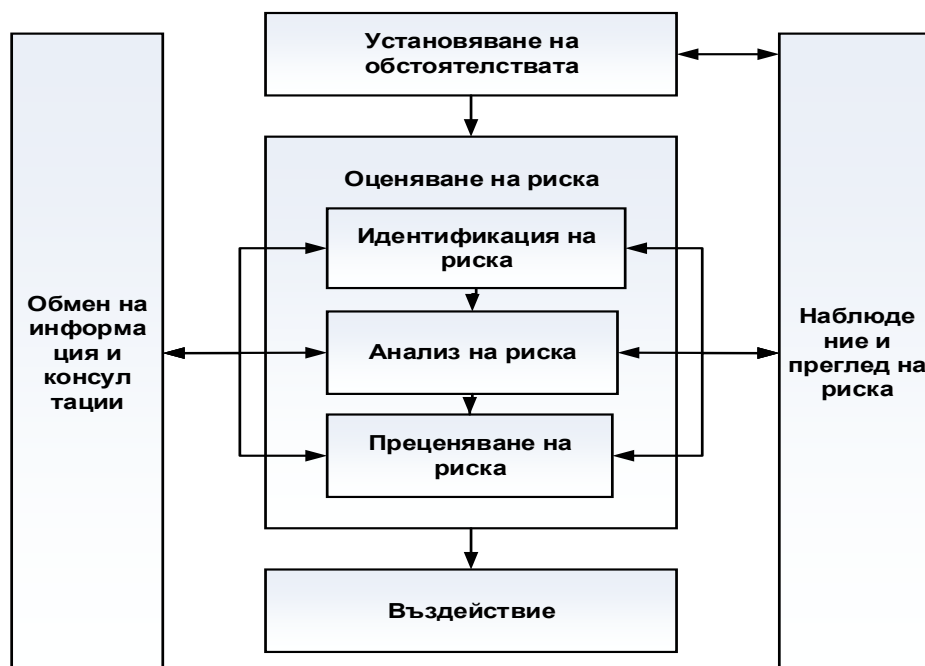 Установяване на
обстоятелствата
Оценяване на риска
Идентификация на
риска
Анализ на риска
Преценяване на
риска
Въздействие
Обмен на
информа
ция и
консул
тации
Наблюде
ние и
преглед на
риска